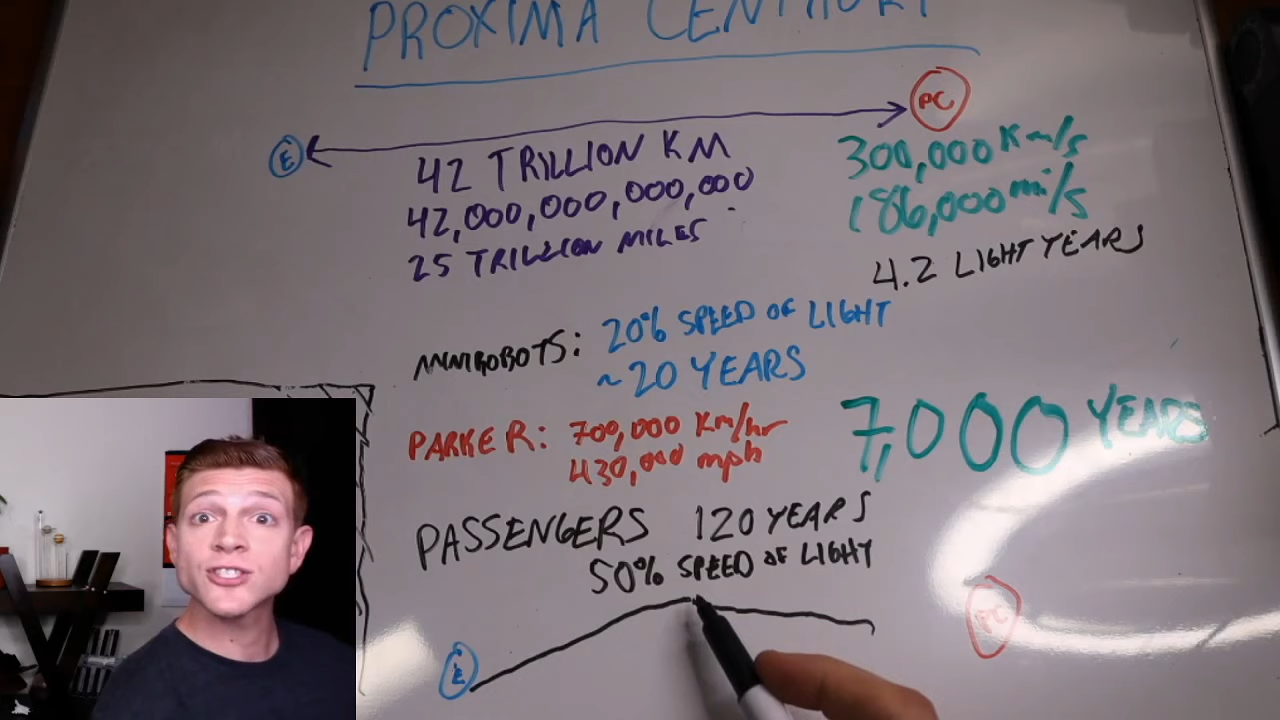 PROXIMA CENTAURI
PC
E
42 TRILLION KM
42,000,000,000,000
25 TRILLION MILES
300,000 Km/s
186,000 mi/s
4.2 LIGHT YEARS
MINIROBOTS: 20% SPEED OF LIGHT
~20 YEARS
PARKER: 700,000 Km/hr
430,000 mph
7,000 YEARS
PASSENGERS 120 YEARS
50% SPEED OF LIGHT
E
PC